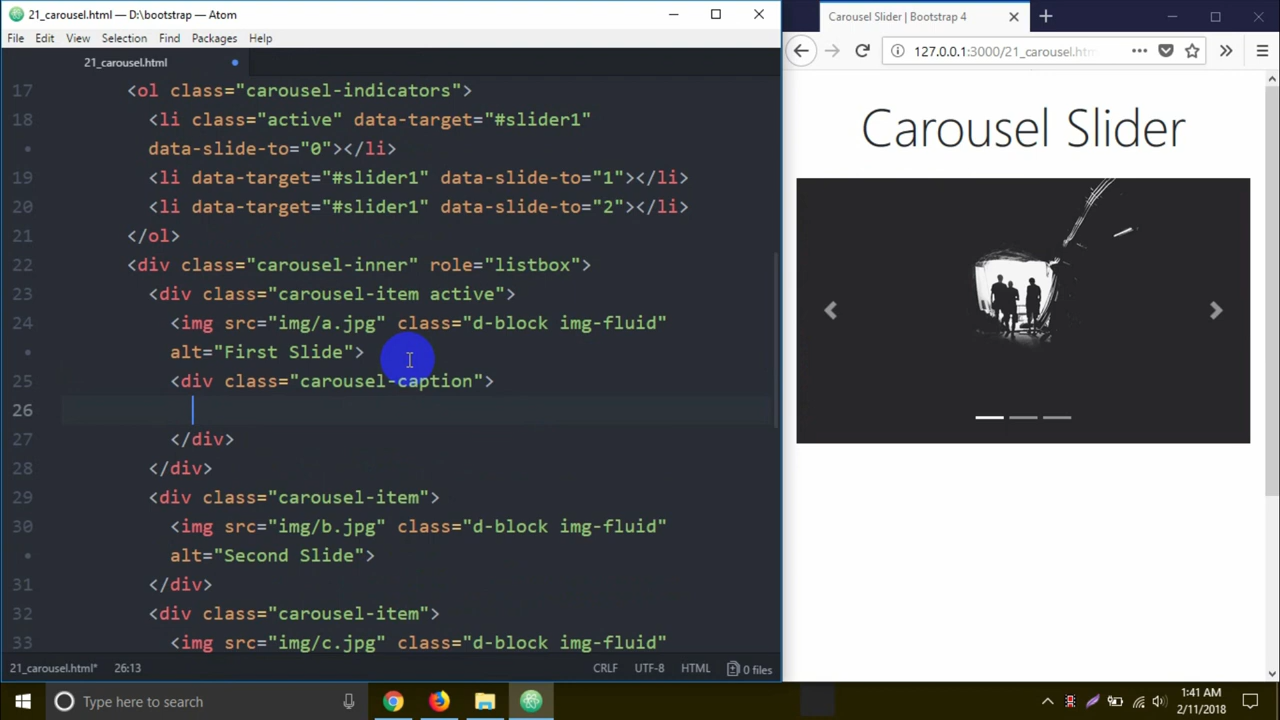 21_carousel.html — D:\bootstrap — Atom
File Edit View Selection Find Packages Help
21_carousel.html
17 <ol class="carousel-indicators">
18 <li class="active" data-target="#slider1"
• data-slide-to="0"></li>
19 <li data-target="#slider1" data-slide-to="1"></li>
20 <li data-target="#slider1" data-slide-to="2"></li>
21 </ol>
22 <div class="carousel-inner" role="listbox">
23 <div class="carousel-item active">
24 <img src="img/a.jpg" class="d-block img-fluid"
• alt="First Slide">
25 <div class="carousel-caption">
26
27 </div>
28 </div>
29 <div class="carousel-item">
30 <img src="img/b.jpg" class="d-block img-fluid"
• alt="Second Slide">
31 </div>
32 <div class="carousel-item">
33 <img src="img/c.jpg" class="d-block img-fluid"
21_carousel.html* 26:13 CRLF UTF-8 HTML 0 files
Carousel Slider | Bootstrap 4
127.0.0.1:3000/21_carousel.htm
Carousel Slider
Type here to search
1:41 AM
2/11/2018